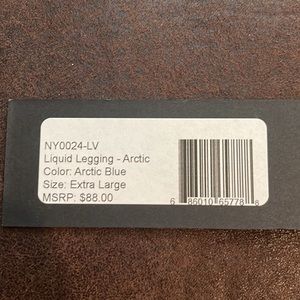 NY0024-LV
Liquid Legging - Arctic
Color: Arctic Blue
Size: Extra Large
MSRP: $88.00
6 86010 65778 8